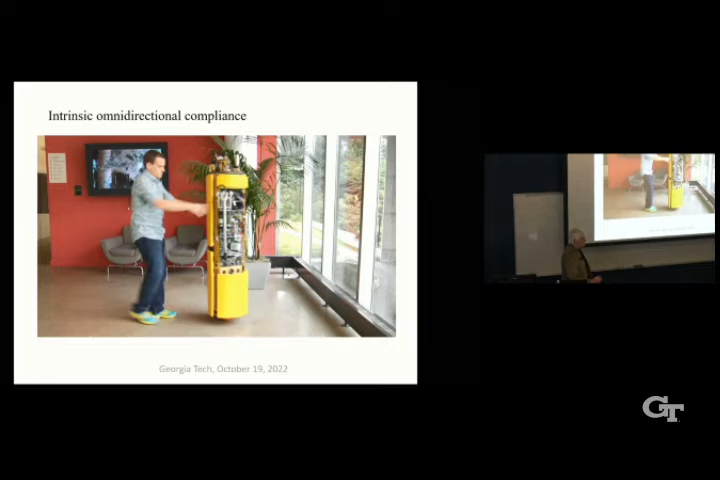 Intrinsic omnidirectional compliance
Georgia Tech, October 19, 2022
GT